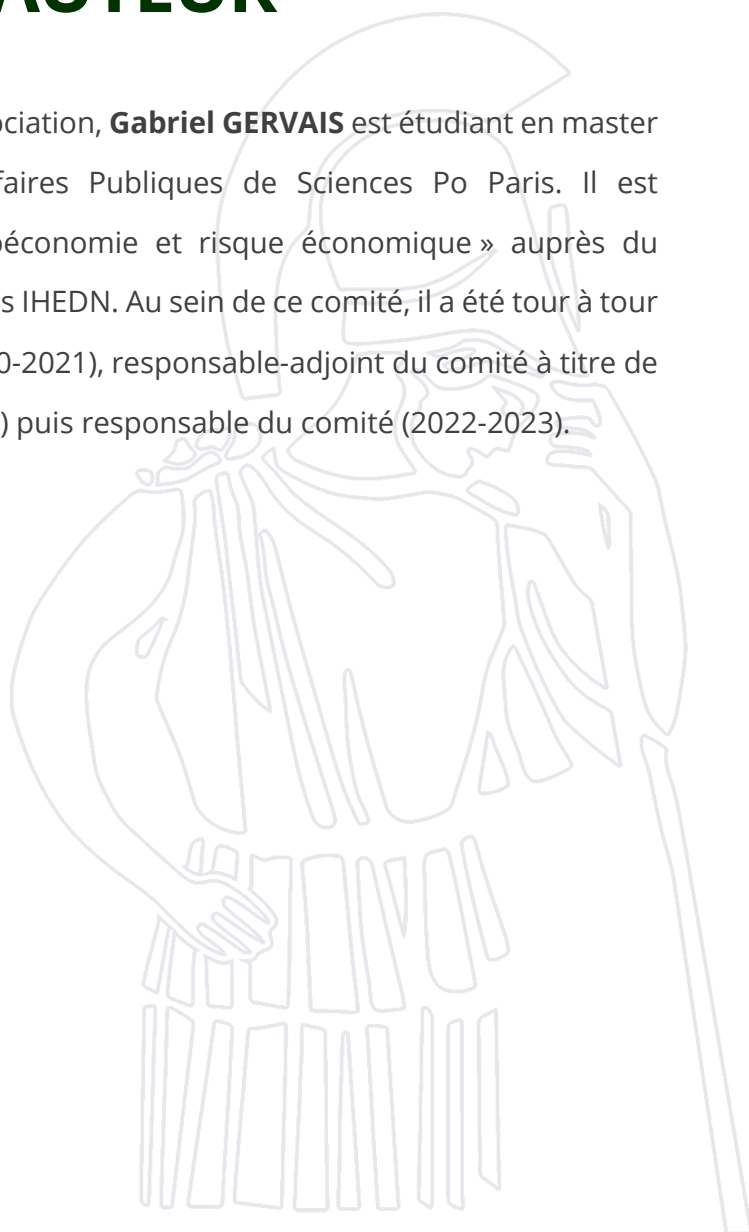 AUTEUR
ociation, Gabriel GERVAIS est étudiant en master
faires Publiques de Sciences Po Paris. Il est
oéconomie et risque économique » auprès du
s IHEDN. Au sein de ce comité, il a été tour à tour
0-2021), responsable-adjoint du comité à titre de
) puis responsable du comité (2022-2023).